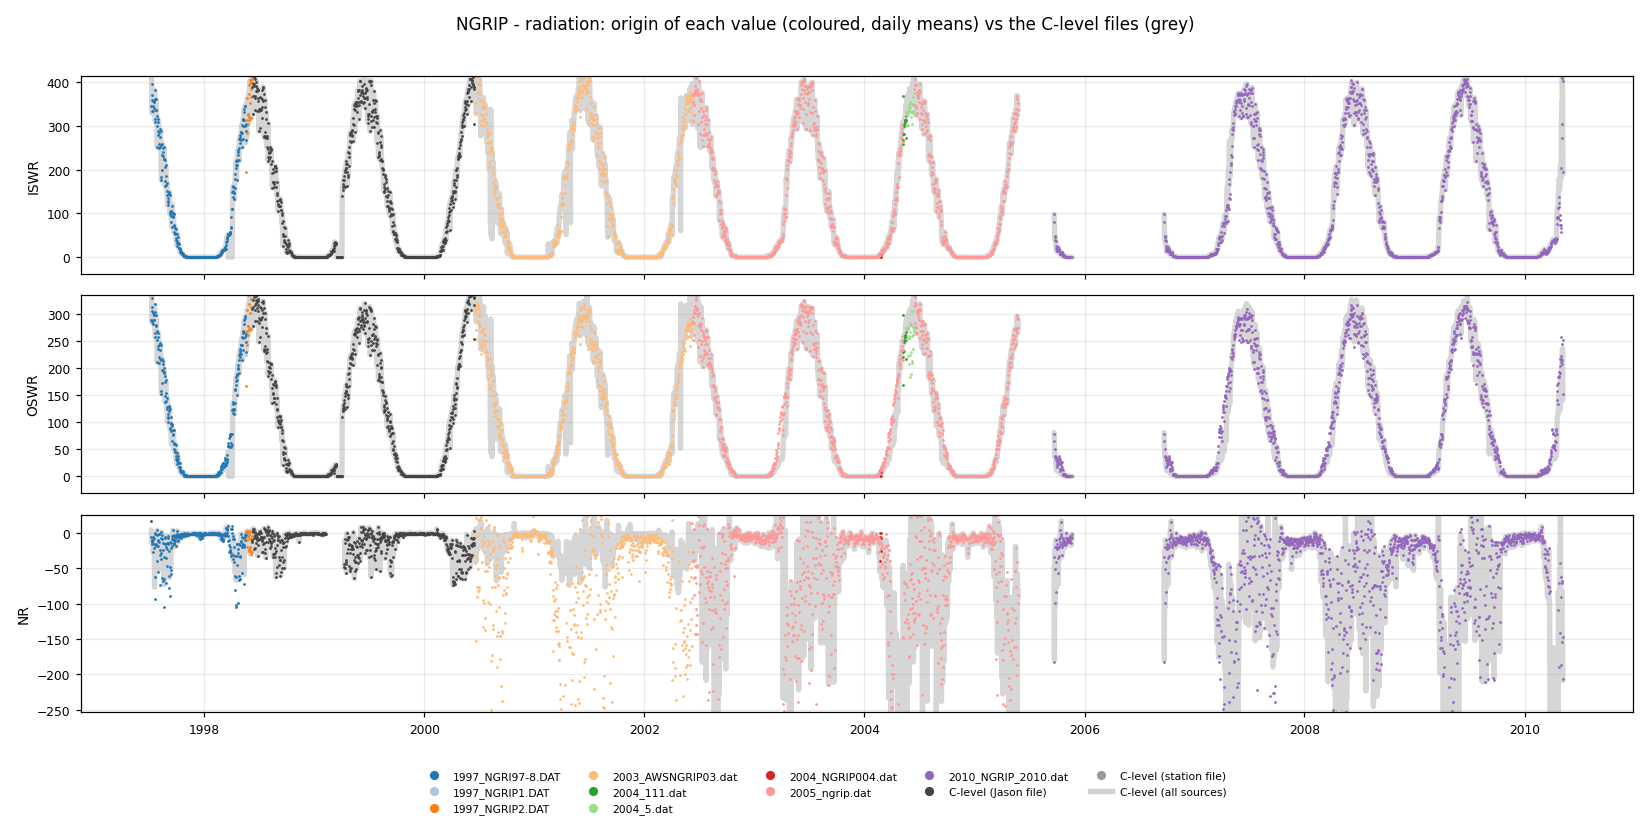 NGRIP - radiation: origin of each value (coloured, daily means) vs the C-level files (grey)
400
300
200
100
0
ISWR
300
250
200
150
100
50
0
OSWR
0
−50
−100
−150
−200
−250
NR
1998
2000
2002
2004
2006
2008
2010
1997_NGRI97-8.DAT
1997_NGRIP1.DAT
1997_NGRIP2.DAT
2003_AWSNGRIP03.dat
2004_111.dat
2004_5.dat
2004_NGRIP004.dat
2005_ngrip.dat
2010_NGRIP_2010.dat
C-level (Jason file)
C-level (station file)
C-level (all sources)